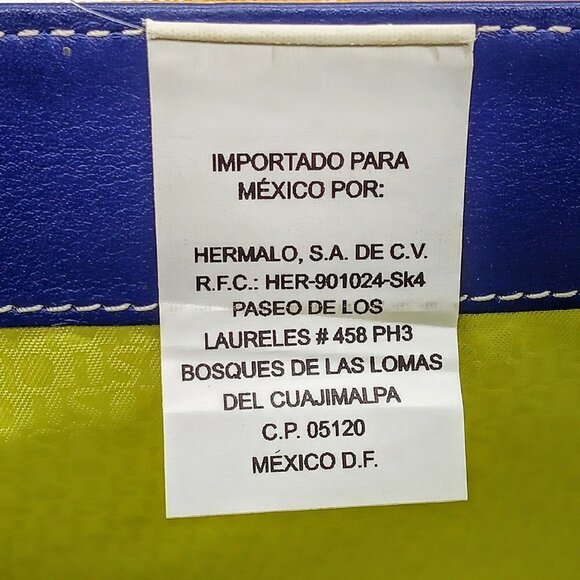 IMPORTADO PARA
MÉXICO POR:
HERMALO, S.A. DE C.V.
R.F.C.: HER-901024-Sk4
PASEO DE LOS
LAURELES # 458 PH3
BOSQUES DE LAS LOMAS
DEL CUAJIMALPA
C.P. 05120
MÉXICO D.F.